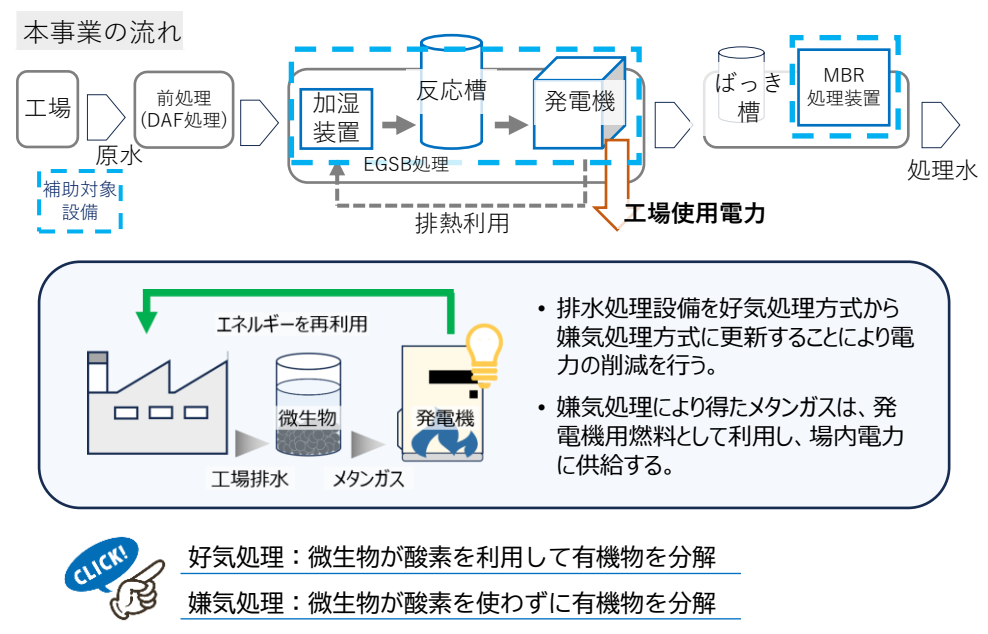 本事業の流れ
工場
原水
前処理
(DAF処理)
加湿
装置
反応槽
発電機
EGSB処理
排熱利用
工場使用電力
ばっき
槽
MBR
処理装置
処理水
補助対象
設備
エネルギーを再利用
微生物
発電機
工場排水
メタンガス
• 排水処理設備を好気処理方式から
嫌気処理方式に更新することにより電
力の削減を行う。
• 嫌気処理により得たメタンガスは、発
電機用燃料として利用し、場内電力
に供給する。
CLICK!
好気処理：微生物が酸素を利用して有機物を分解
嫌気処理：微生物が酸素を使わずに有機物を分解